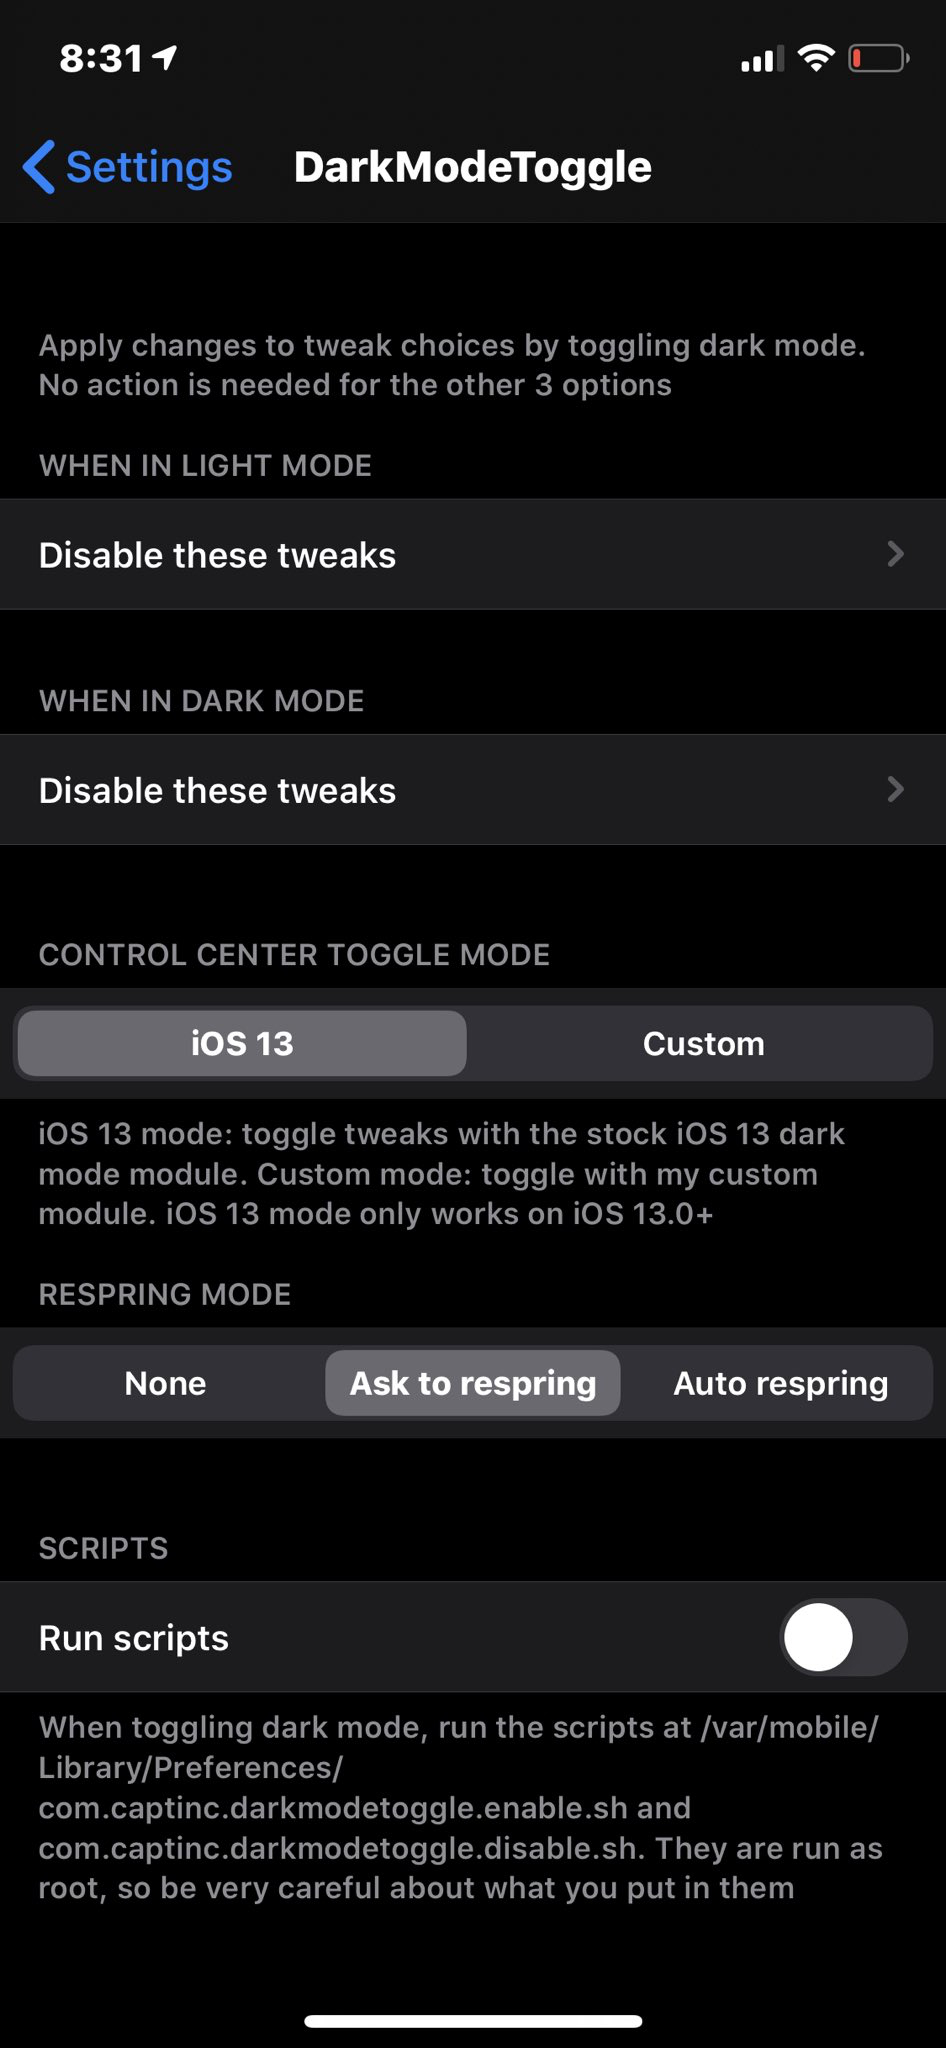 8:31
Settings DarkModeToggle
Apply changes to tweak choices by toggling dark mode.
No action is needed for the other 3 options
WHEN IN LIGHT MODE
Disable these tweaks
WHEN IN DARK MODE
Disable these tweaks
CONTROL CENTER TOGGLE MODE
iOS 13 Custom
iOS 13 mode: toggle tweaks with the stock iOS 13 dark
mode module. Custom mode: toggle with my custom
module. iOS 13 mode only works on iOS 13.0+
RESPRING MODE
None Ask to respring Auto respring
SCRIPTS
Run scripts
When toggling dark mode, run the scripts at /var/mobile/
Library/Preferences/
com.captinc.darkmodetoggle.enable.sh and
com.captinc.darkmodetoggle.disable.sh. They are run as
root, so be very careful about what you put in them